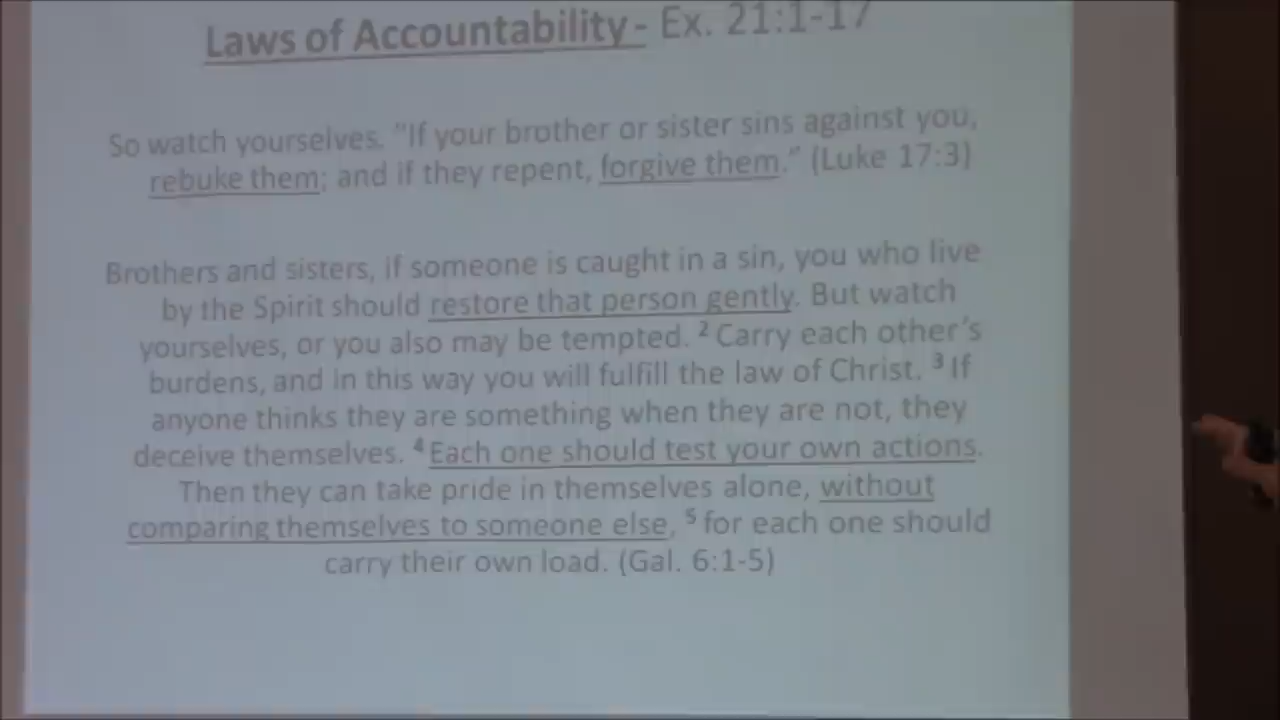 Laws of Accountability - Ex. 21:1-17
So watch yourselves. "If your brother or sister sins against you,
rebuke them; and if they repent, forgive them." (Luke 17:3)
Brothers and sisters, if someone is caught in a sin, you who live
by the Spirit should restore that person gently. But watch
yourselves, or you also may be tempted. ² Carry each other's
burdens, and in this way you will fulfill the law of Christ. ³ If
anyone thinks they are something when they are not, they
deceive themselves. ⁴ Each one should test your own actions.
Then they can take pride in themselves alone, without
comparing themselves to someone else, ⁵ for each one should
carry their own load. (Gal. 6:1-5)